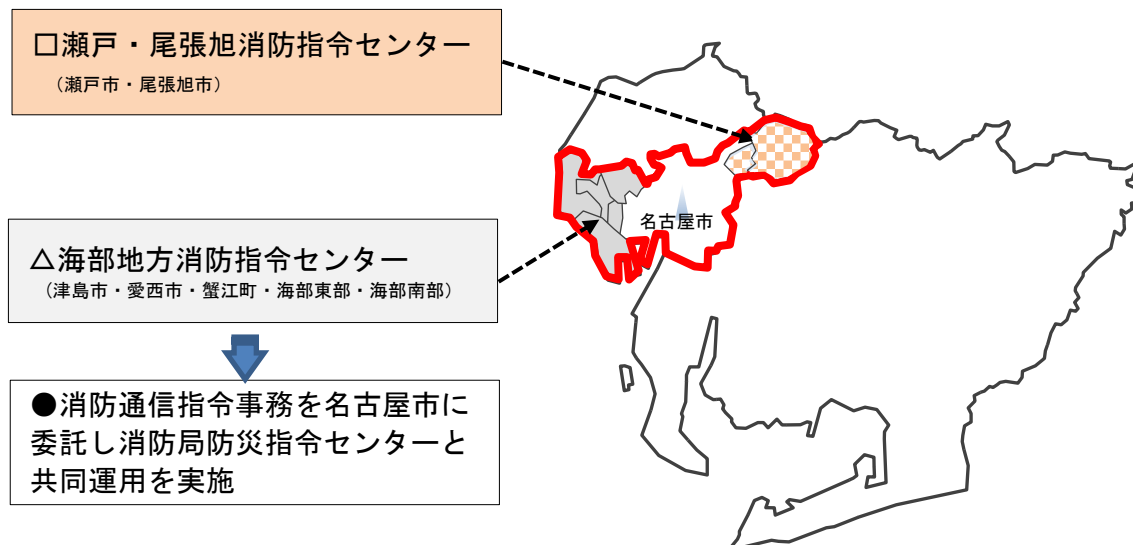 □瀬戸・尾張旭消防指令センター
（瀬戸市・尾張旭市）
名古屋市
△海部地方消防指令センター
（津島市・愛西市・蟹江町・海部東部・海部南部）
●消防通信指令事務を名古屋市に
委託し消防局防災指令センターと
共同運用を実施